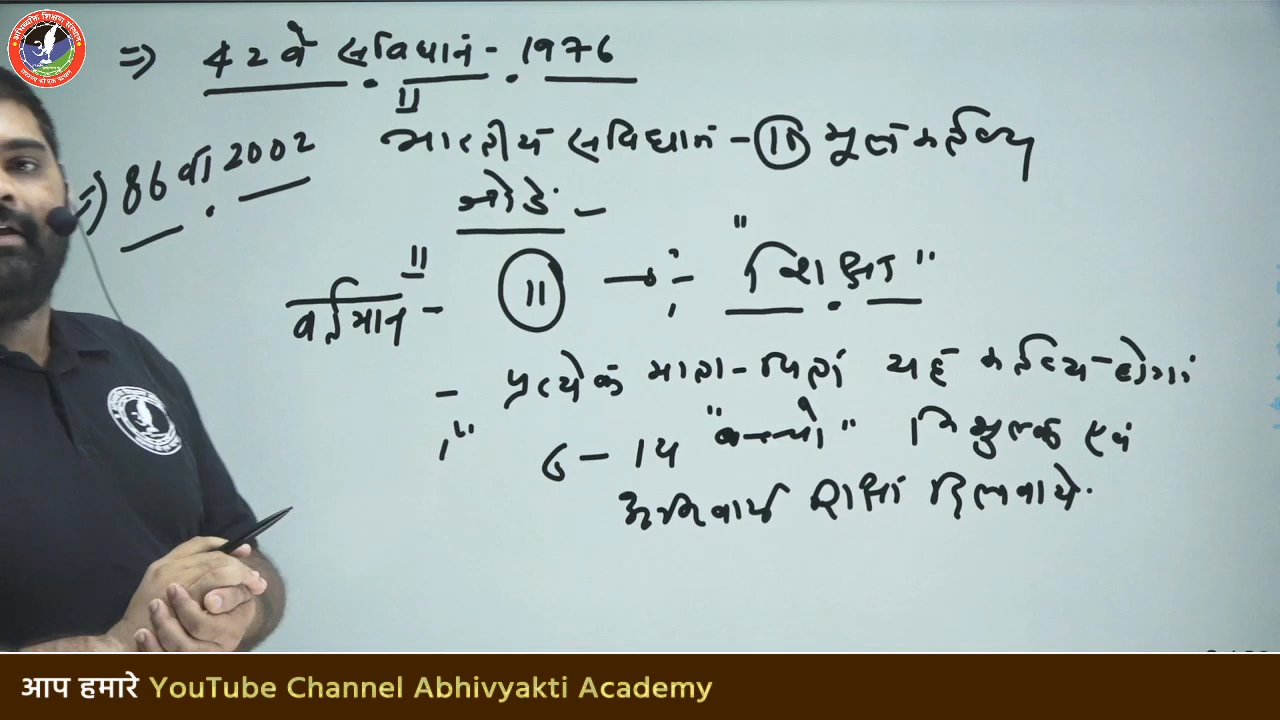 ⇒ 42 वे संविधान - 1976
⇒ 86 वा 2002
भारतीय संविधान - 10 मूल कर्तव्य
जोडे -
वर्तमान - 11 → :- "शिक्षा"
- प्रत्येक माता-पिता यह कर्तव्य होगा
6 - 14 "बच्चो" निशुल्क एवं
अनिवार्य शिक्षा दिलवाये.
आप हमारे YouTube Channel Abhivyakti Academy